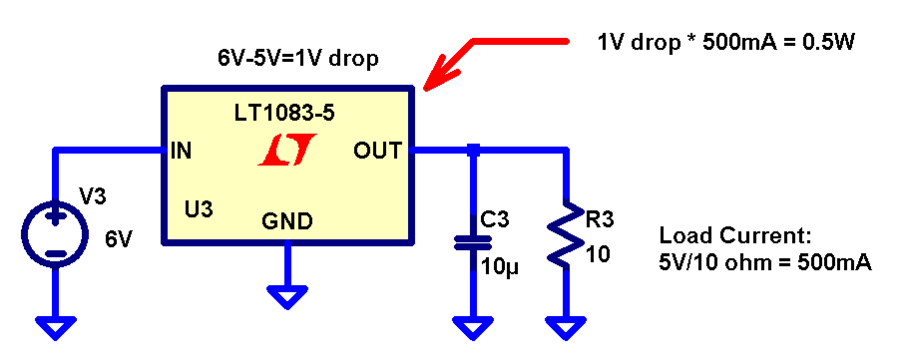 1V drop * 500mA = 0.5W
6V-5V=1V drop
LT1083-5
IN
OUT
V3
U3
GND
6V
C3
10µ
R3
10
Load Current:
5V/10 ohm = 500mA